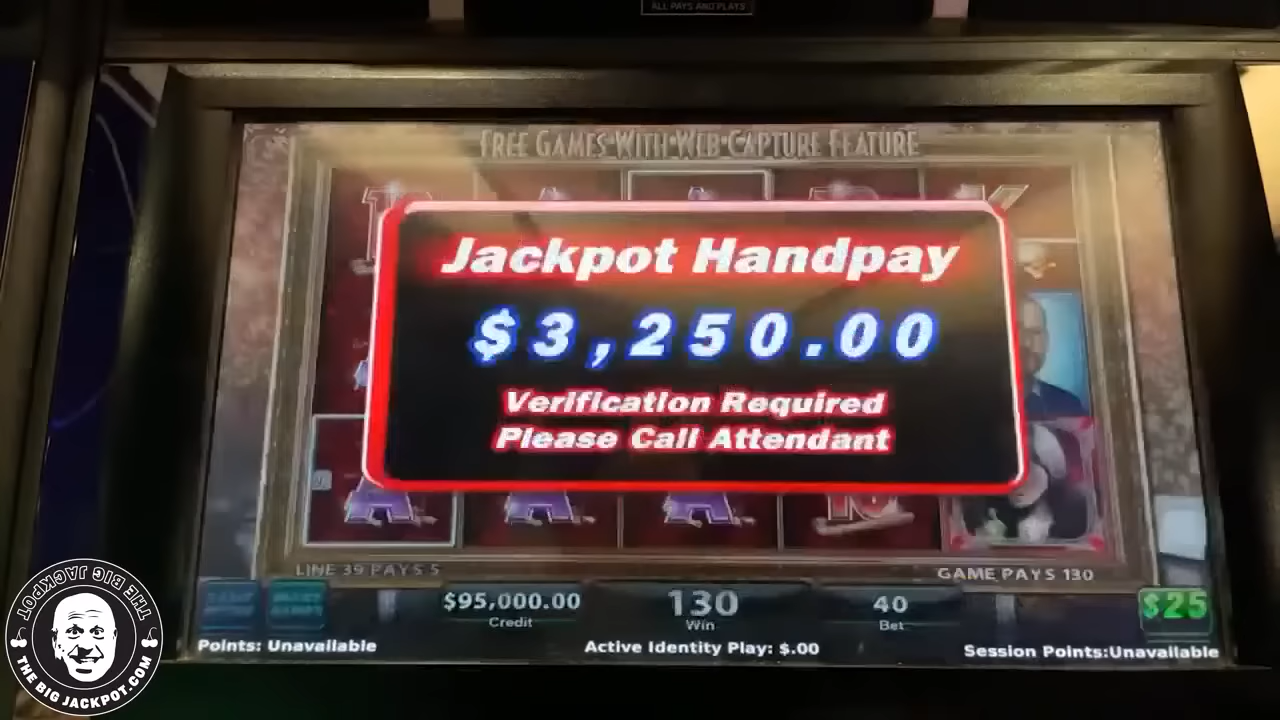 ALL PAYS AND PLAYS
FREE GAMES WITH WEB CAPTURE FEATURE
Jackpot Handpay
$3,250.00
Verification Required
Please Call Attendant
LINE 39 PAYS 5
GAME PAYS 130
$95,000.00
Credit
130
Win
40
Bet
$25
Points: Unavailable
Active Identity Play: $.00
Session Points:Unavailable
THE BIG JACKPOT
THE BIG JACKPOT.COM